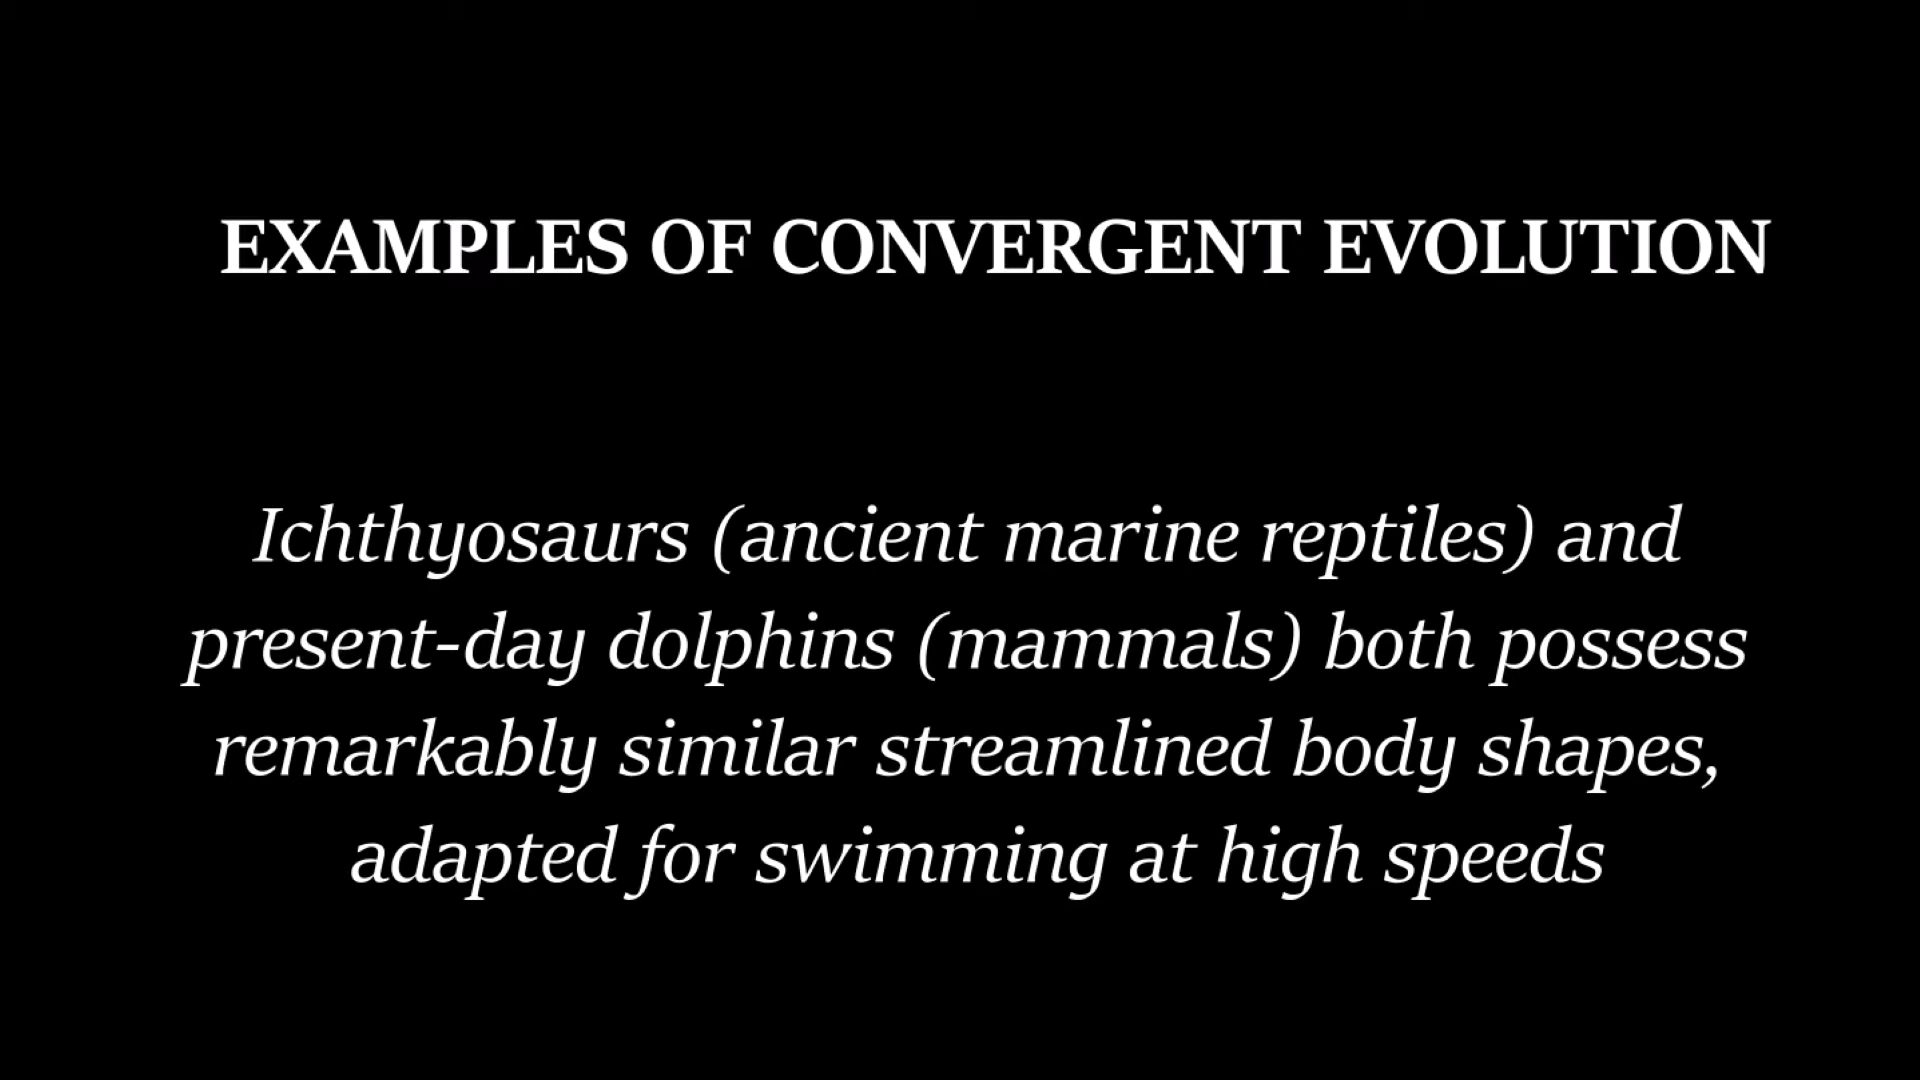 EXAMPLES OF CONVERGENT EVOLUTION
Ichthyosaurs (ancient marine reptiles) and
present-day dolphins (mammals) both possess
remarkably similar streamlined body shapes,
adapted for swimming at high speeds